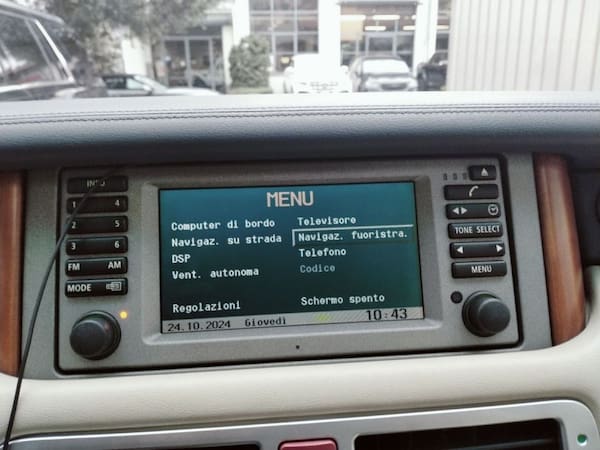 INFO
1 4
2 5
3 6
FM AM
MODE
MENU
Computer di bordo
Navigaz. su strada
DSP
Vent. autonoma
Regolazioni
Televisore
Navigaz. fuoristra.
Telefono
Codice
Schermo spento
24.10.2024 Giovedì 10:43
TONE SELECT
MENU